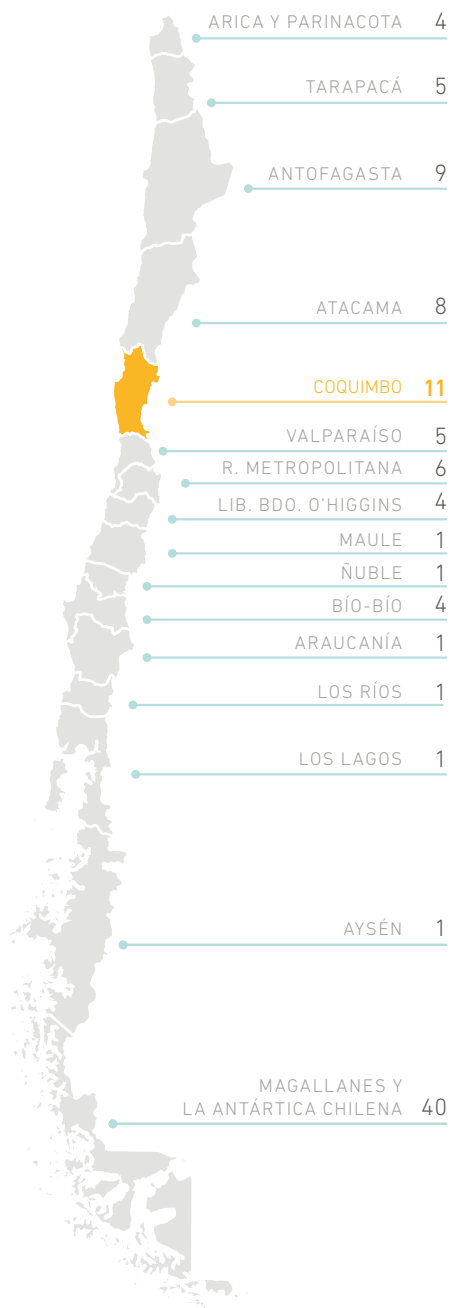 ARICA Y PARINACOTA 4
TARAPACÁ 5
ANTOFAGASTA 9
ATACAMA 8
COQUIMBO 11
VALPARAÍSO 5
R. METROPOLITANA 6
LIB. BDO. O'HIGGINS 4
MAULE 1
ÑUBLE 1
BÍO-BÍO 4
ARAUCANÍA 1
LOS RÍOS 1
LOS LAGOS 1
AYSÉN 1
MAGALLANES Y
LA ANTÁRTICA CHILENA 40